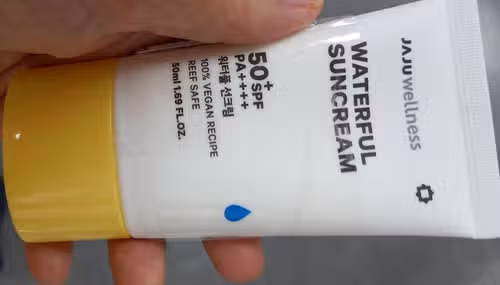 JAJU wellness
WATERFUL
SUNCREAM
50+ SPF
PA++++
워터풀 선크림
100% VEGAN RECIPE
REEF SAFE
50ml 1.69 FL.OZ.